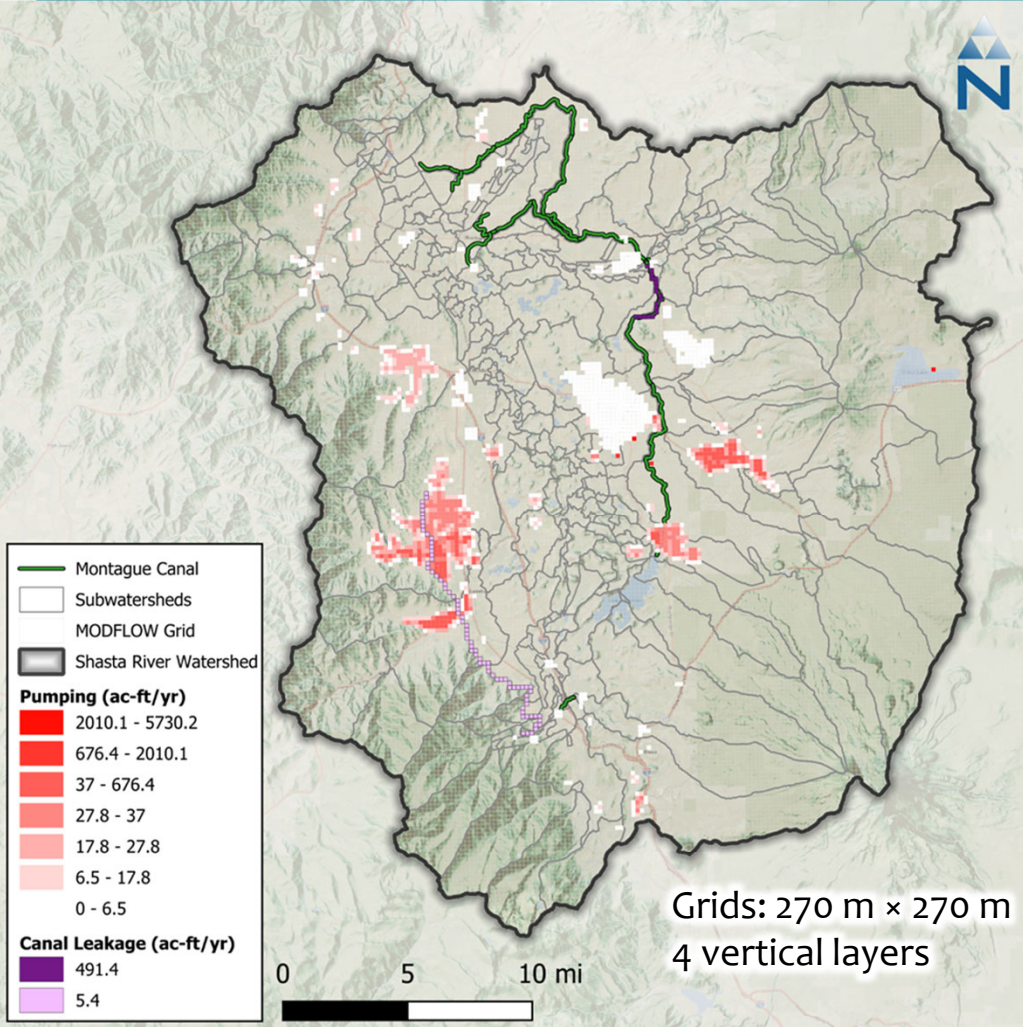 N
Montague Canal
Subwatersheds
MODFLOW Grid
Shasta River Watershed
Pumping (ac-ft/yr)
2010.1 - 5730.2
676.4 - 2010.1
37 - 676.4
27.8 - 37
17.8 - 27.8
6.5 - 17.8
0 - 6.5
Canal Leakage (ac-ft/yr)
491.4
5.4
0 5 10 mi
Grids: 270 m × 270 m
4 vertical layers